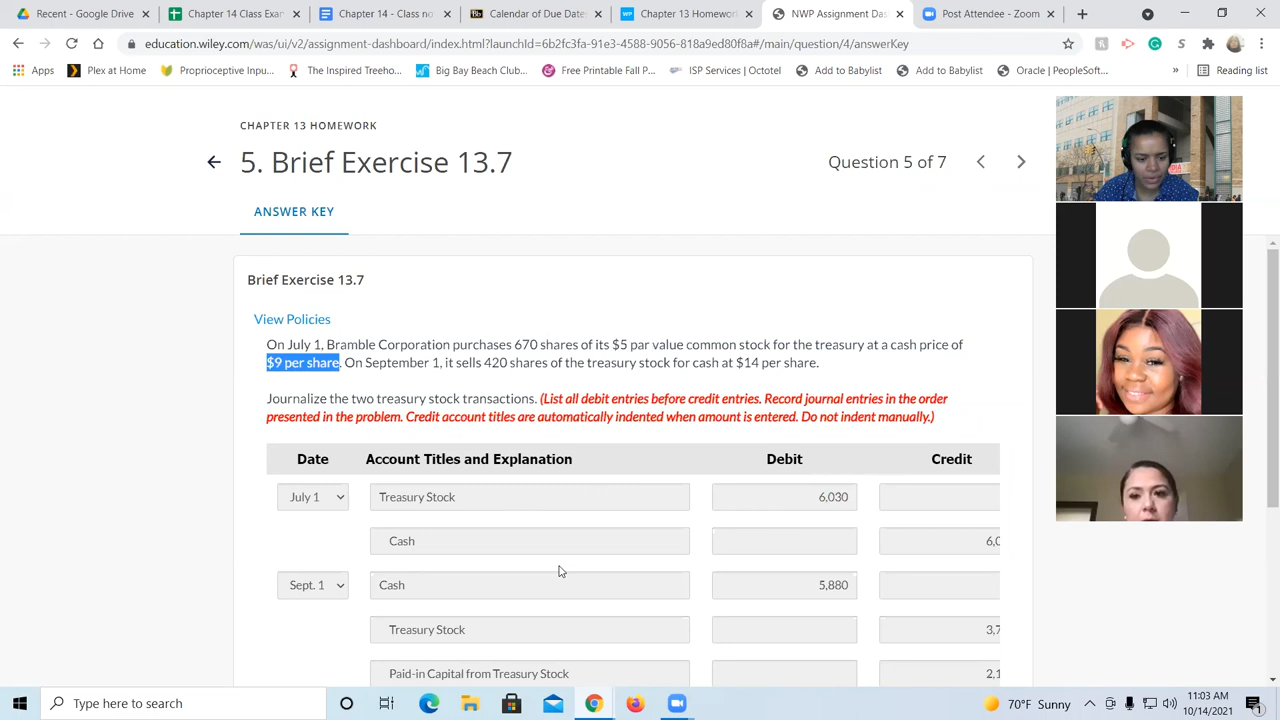 Recent - Google Drive
Chapter 14 -
Chapter 14 - Class no
Calendar of Due Dates
Chapter 13 Homework
NWP Assignment Das
Post Attendee - Zoom
education.wiley.com/was/ui/v2/assignment-dashboard/index.html?launchId=6b2fc3fa-91e3-4588-9056-818a9cd80f8a#/main/question/4/answerKey
Apps Plex at Home Proprioceptive Inpu... The Inspired Treeho... Big Bay Beach Club... Free Printable Fall P... ISP Services | Octotel Add to Babylist Add to Babylist Oracle | PeopleSoft... » Reading list
CHAPTER 13 HOMEWORK
5. Brief Exercise 13.7
Question 5 of 7
ANSWER KEY
Brief Exercise 13.7
View Policies
On July 1, Bramble Corporation purchases 670 shares of its $5 par value common stock for the treasury at a cash price of
$9 per share. On September 1, it sells 420 shares of the treasury stock for cash at $14 per share.
Journalize the two treasury stock transactions. (List all debit entries before credit entries. Record journal entries in the order
presented in the problem. Credit account titles are automatically indented when amount is entered. Do not indent manually.)
Date Account Titles and Explanation Debit Credit
July 1 Treasury Stock 6,030
Cash 6,0
Sept. 1 Cash 5,880
Treasury Stock 3,7
Paid-in Capital from Treasury Stock 2,1
Type here to search
70°F Sunny
11:03 AM
10/14/2021